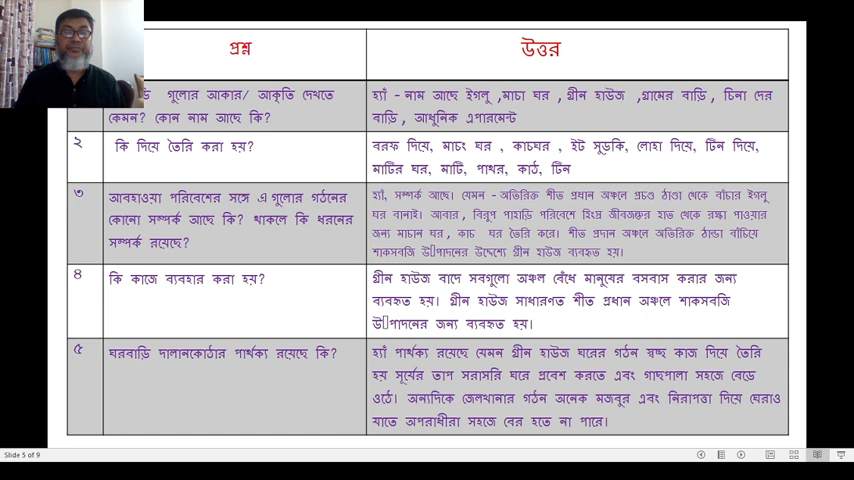 প্রশ্ন উত্তর
গুলোর আকার/ আকৃতি দেখতে
কেমন? কোন নাম আছে কি?
হ্যাঁ - নাম আছে ইগলু ,মাচা ঘর , গ্রীন হাউজ ,গ্রামের বাড়ি , চিনা দের
বাড়ি , আধুনিক এপারমেন্ট
২ কি দিয়ে তৈরি করা হয়?
বরফ দিয়ে, মাচং ঘর , কাচঘর , ইট সুড়কি, লোহা দিয়ে, টিন দিয়ে,
মাটির ঘর, মাটি, পাথর, কাঠ, টিন
৩ আবহাওয়া পরিবেশের সঙ্গে এ গুলোর গঠনের
কোনো সম্পর্ক আছে কি? থাকলে কি ধরনের
সম্পর্ক রয়েছে?
হ্যা, সম্পর্ক আছে। যেমন - অতিরিক্ত শীত প্রধান অঞ্চলে প্রচণ্ড ঠাণ্ডা থেকে বাঁচার ইগলু
ঘর বানাই। আবার, বিরুপ পাহাড়ি পরিবেশে হিংস্র জীবজন্তুর হাত থেকে রক্ষা পাওয়ার
জন্য মাচান ঘর, কাচ ঘর তৈরি করে। শীত প্রদান অঞ্চলে অতিরিক্ত ঠান্ডা বাঁচিয়ে
শাকসবজি উৎপাদনের উদ্দেশ্যে গ্রীন হাউজ ব্যবহৃত হয়।
৪ কি কাজে ব্যবহার করা হয়?
গ্রীন হাউজ বাদে সবগুলো অঞ্চল বেঁধে মানুষের বসবাস করার জন্য
ব্যবহৃত হয়। গ্রীন হাউজ সাধারণত শীত প্রধান অঞ্চলে শাকসবজি
উৎপাদনের জন্য ব্যবহৃত হয়।
৫ ঘরবাড়ি দালানকোঠার পার্থক্য রয়েছে কি?
হ্যাঁ পার্থক্য রয়েছে যেমন গ্রীন হাউজ ঘরের গঠন স্বচ্ছ কাজ দিয়ে তৈরি
হয় সূর্যের তাপ সরাসরি ঘরে প্রবেশ করতে এবং গাছপালা সহজে বেড়ে
ওঠে। অন্যদিকে জেলখানার গঠন অনেক মজবুর এবং নিরাপত্তা দিয়ে ঘেরাও
যাতে অপরাধীরা সহজে বের হতে না পারে।
Slide 5 of 9